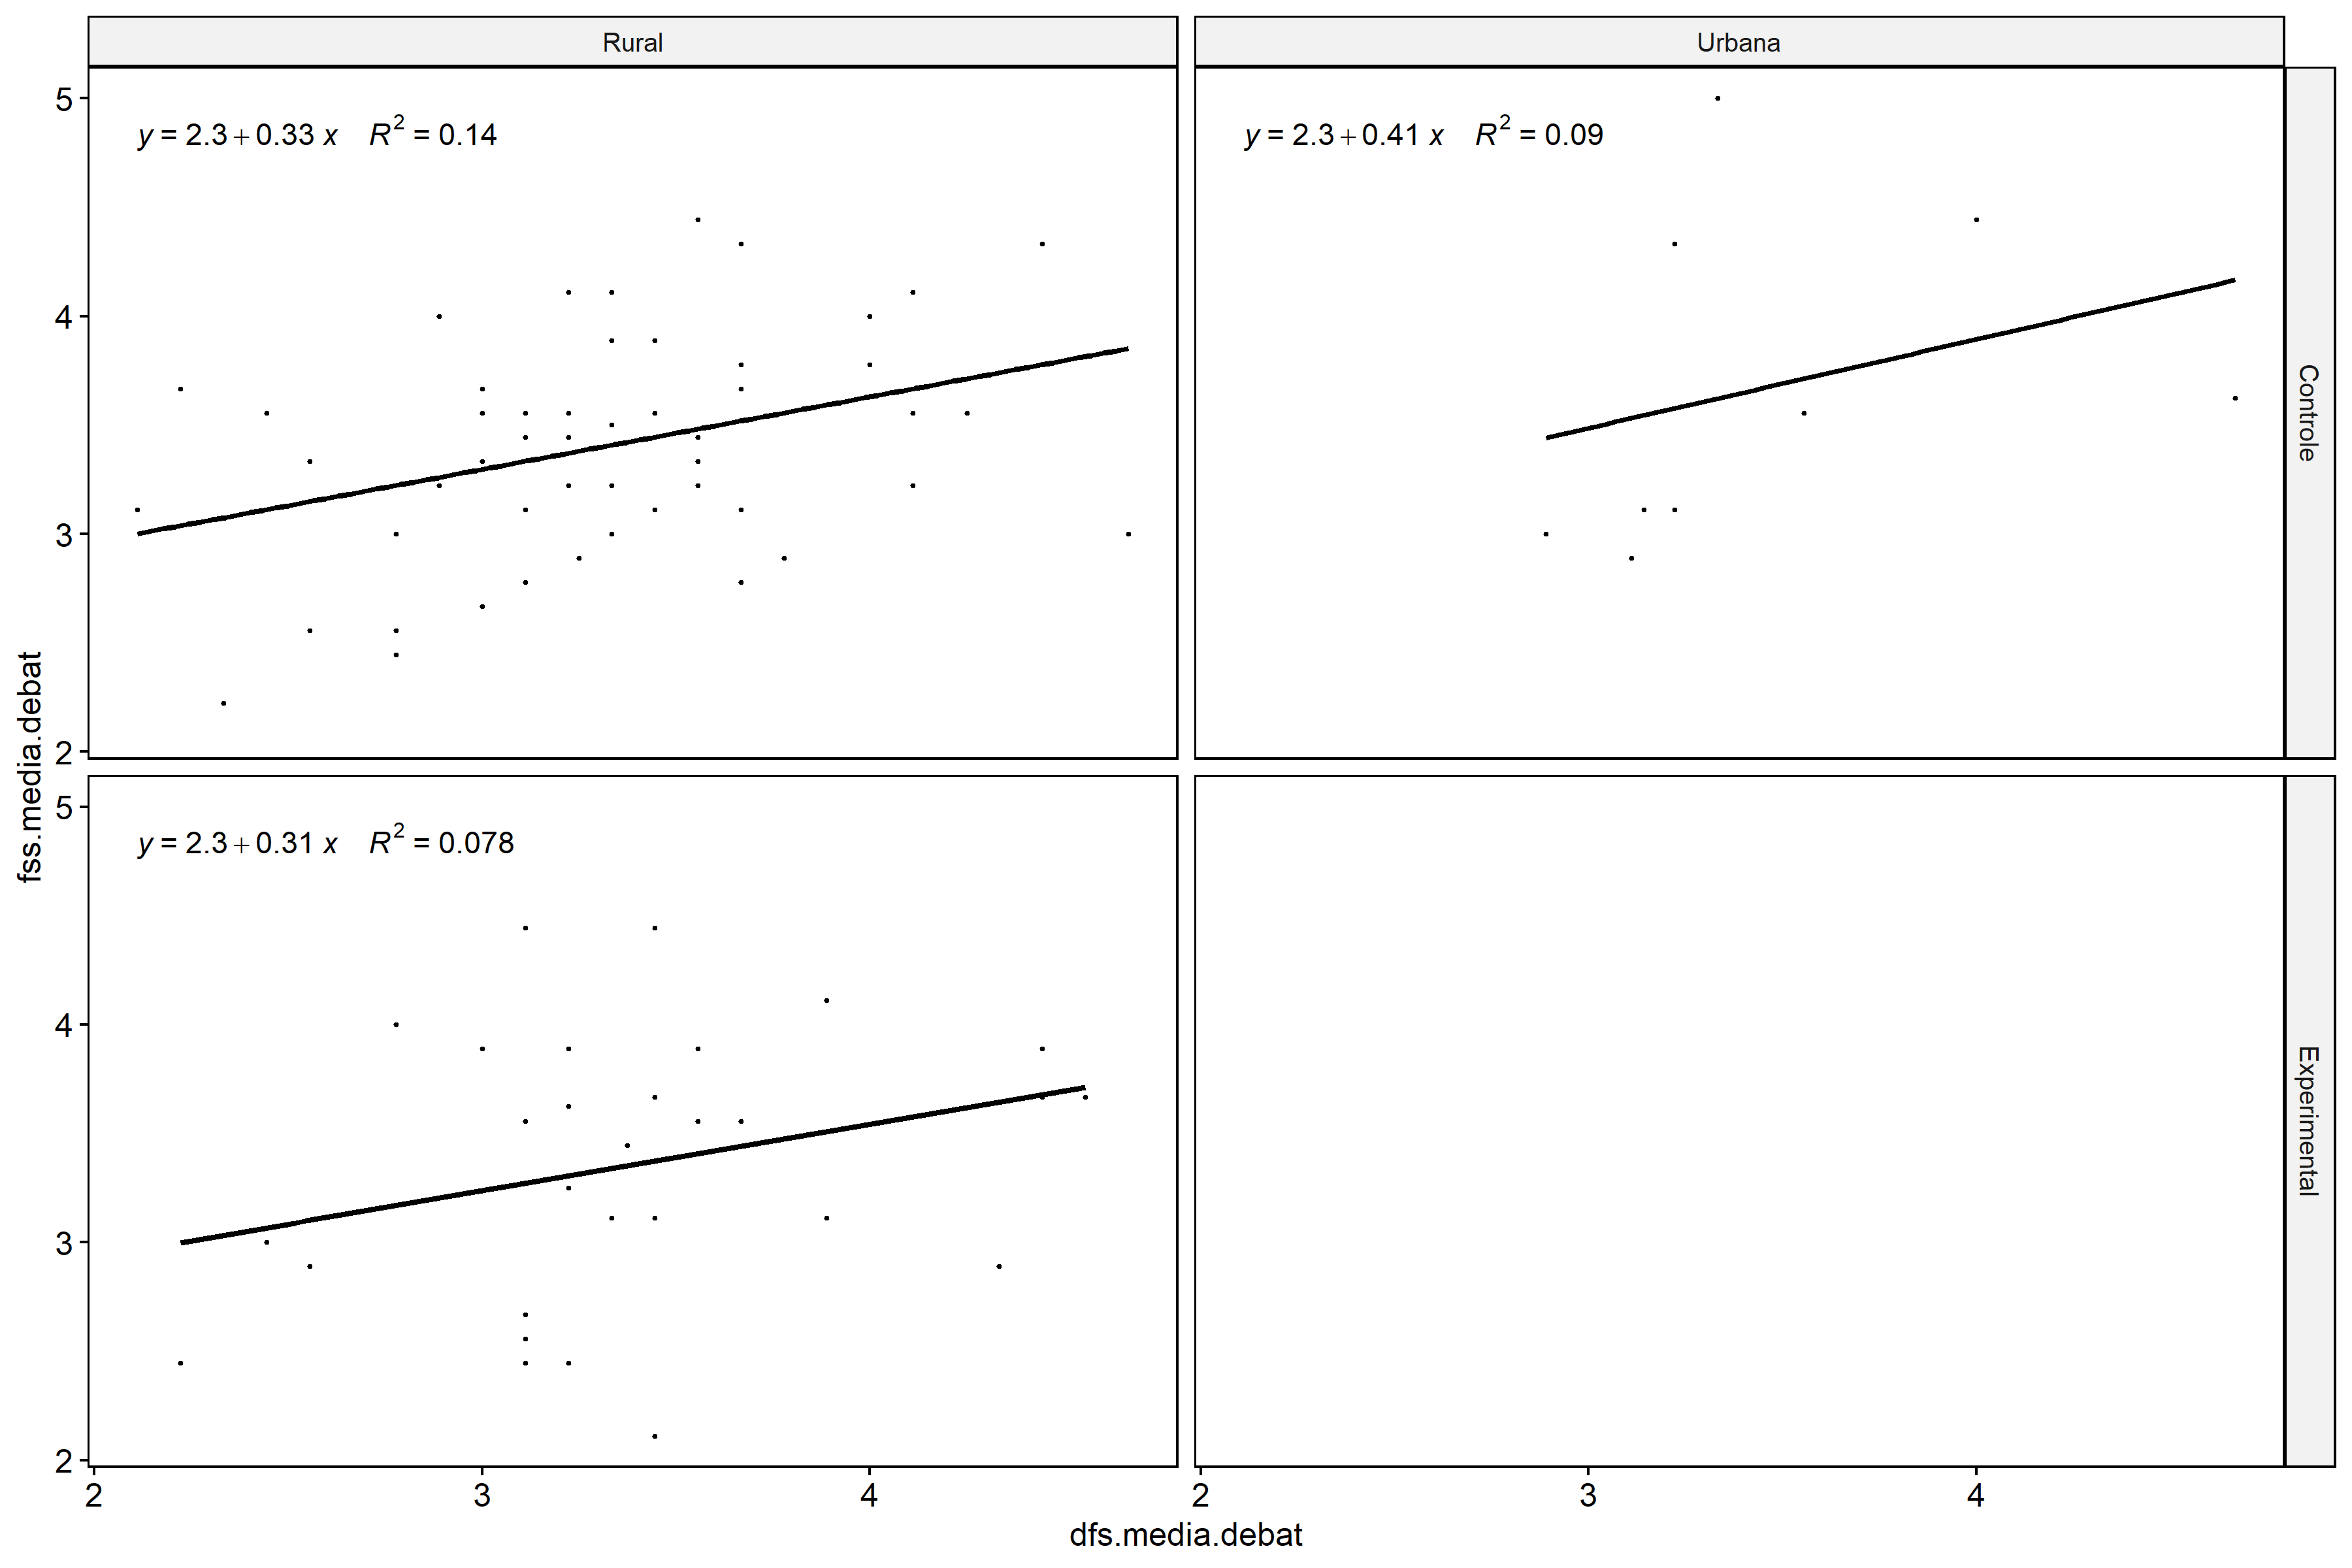 Rural
Urbana
5
y = 2.3 + 0.33 x R² = 0.14
y = 2.3 + 0.41 x R² = 0.09
4
3
2
Controle
5
y = 2.3 + 0.31 x R² = 0.078
4
3
2
Experimental
2 3 4
2 3 4
fss.media.debat
dfs.media.debat